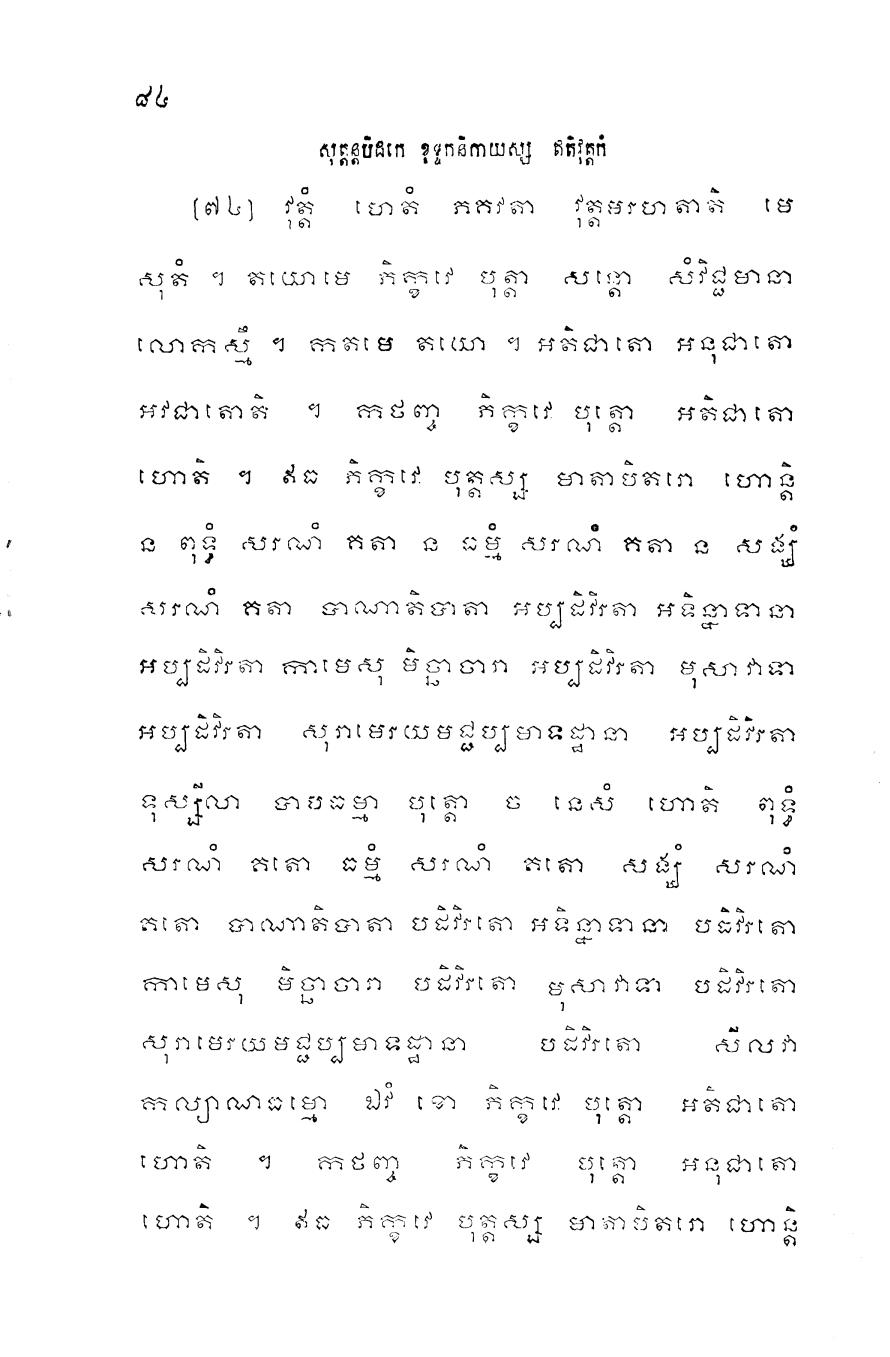 ៨៤
សុត្តន្តបិដកេ ខុទ្ទកនិកាយស្ស ឥតិវុត្តកំ
[៧៤] វុត្តំ ហេតំ ភគវតា វុត្តមរហតាតិ មេ
សុតំ ។ តយោមេ ភិក្ខវេ បុត្តា សន្តោ សំវិជ្ជមានា
លោកស្មឹ ។ កតមេ តយោ ។ អតិជាតោ អនុជាតោ
អវជាតោតិ ។ កថញ្ច ភិក្ខវេ បុត្តោ អតិជាតោ
ហោតិ ។ ឥធ ភិក្ខវេ បុត្តស្ស មាតាបិតរោ ហោន្តិ
ន ពុទ្ធំ សរណំ គតា ន ធម្មំ សរណំ គតា ន សង្ឃំ
សរណំ គតា បាណាតិបាតា អប្បដិវិរតា អទិន្នាទានា
អប្បដិវិរតា កាមេសុ មិច្ឆាចារា អប្បដិវិរតា មុសាវាទា
អប្បដិវិរតា សុរាមេរយមជ្ជប្បមាទដ្ឋានា អប្បដិវិរតា
ទុស្សីលា បាបធម្មា បុត្តោ ច នេសំ ហោតិ ពុទ្ធំ
សរណំ គតោ ធម្មំ សរណំ គតោ សង្ឃំ សរណំ
គតោ បាណាតិបាតា បដិវិរតោ អទិន្នាទានា បដិវិរតោ
កាមេសុ មិច្ឆាចារា បដិវិរតោ មុសាវាទា បដិវិរតោ
សុរាមេរយមជ្ជប្បមាទដ្ឋានា បដិវិរតោ សីលវា
កល្យាណធម្មោ ឯវំ ខោ ភិក្ខវេ បុត្តោ អតិជាតោ
ហោតិ ។ កថញ្ច ភិក្ខវេ បុត្តោ អនុជាតោ
ហោតិ ។ ឥធ ភិក្ខវេ បុត្តស្ស មាតាបិតរោ ហោន្តិ